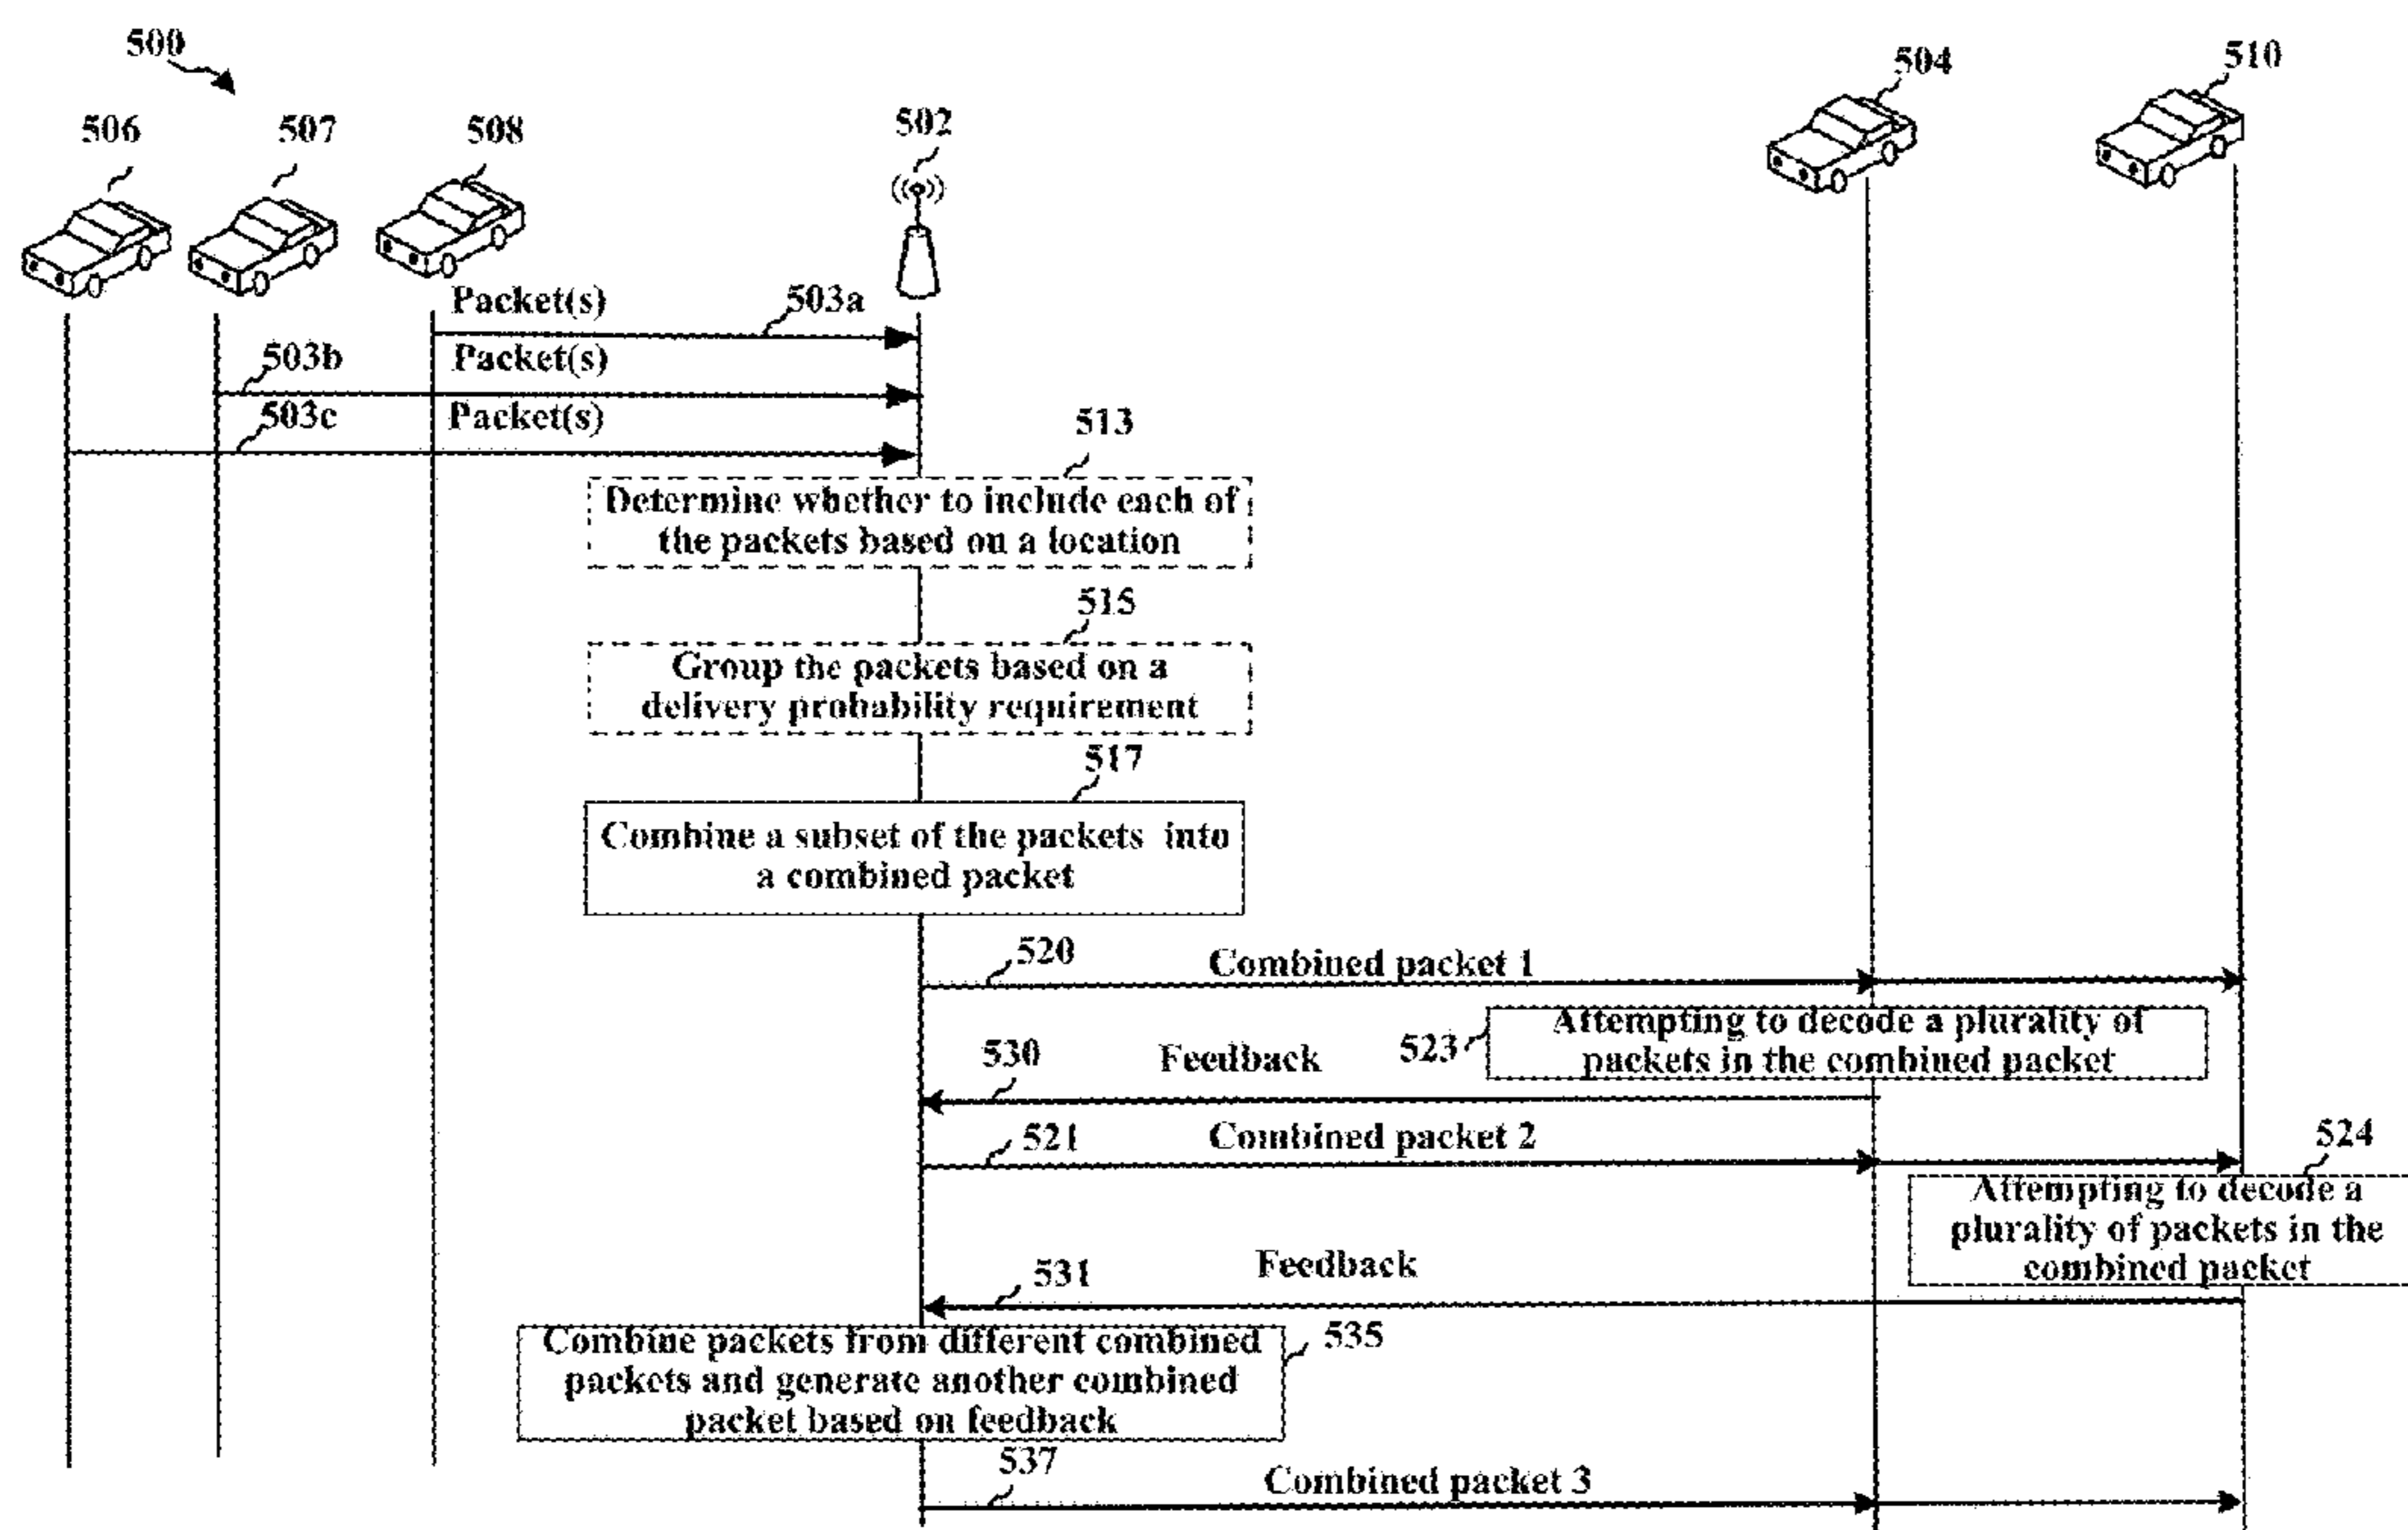 500
504
510
506
507
508
502
Packet(s)
503a
503b
Packet(s)
503c
Packet(s)
513
Determine whether to include each of
the packets based on a location
515
Group the packets based on a
delivery probability requirement
517
Combine a subset of the packets into
a combined packet
520
Combined packet 1
523
Attempting to decode a plurality of
packets in the combined packet
530
Feedback
521
Combined packet 2
524
Attempting to decode a
plurality of packets in the
combined packet
531
Feedback
Combine packets from different combined
packets and generate another combined
packet based on feedback
535
537
Combined packet 3